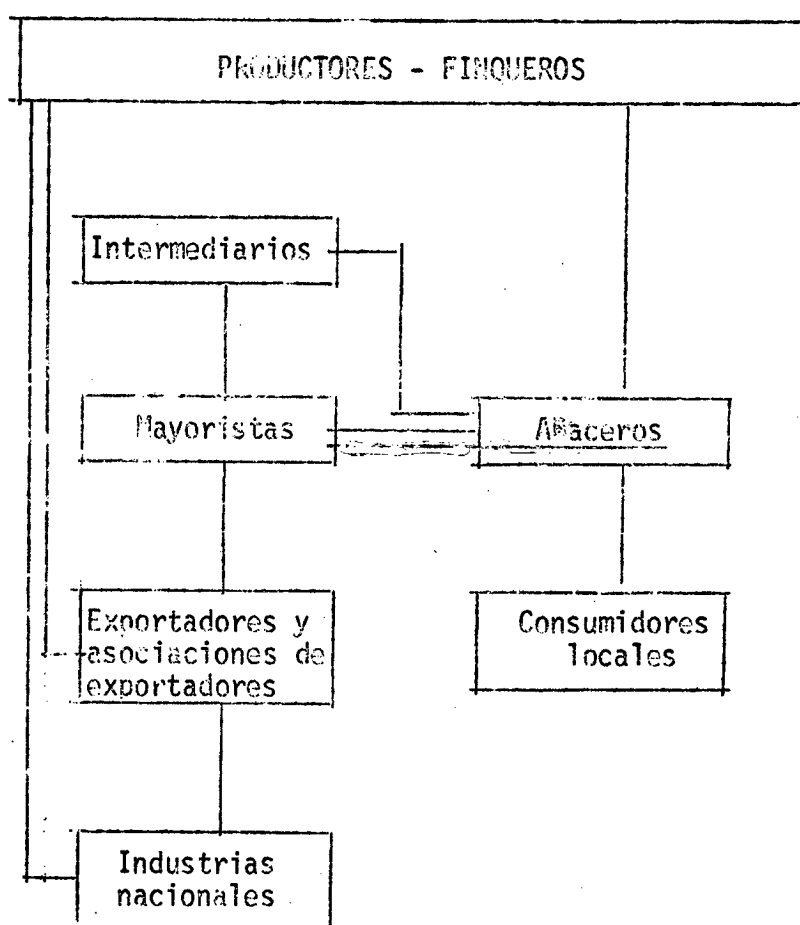 PRODUCTORES - FINQUEROS
Intermediarios
Mayoristas
Abaceros
Exportadores y
asociaciones de
exportadores
Consumidores
locales
Industrias
nacionales